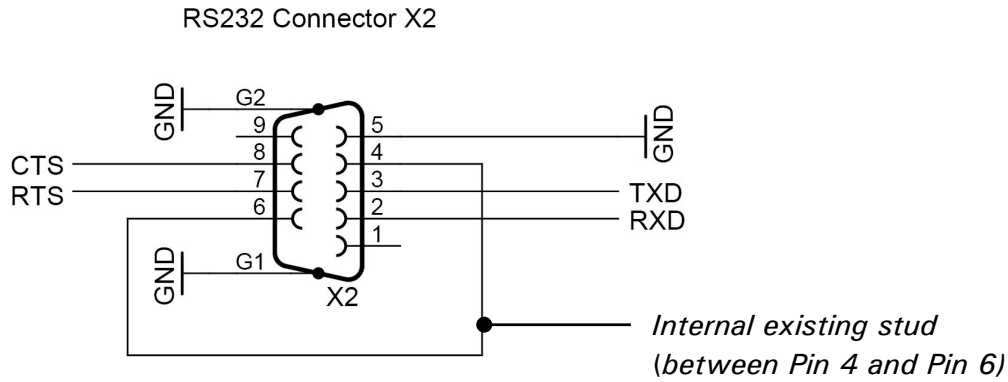 RS232 Connector X2
GND
G2
9
8
7
6
5
4
3
2
1
GND
CTS
RTS
TXD
RXD
GND
G1
X2
Internal existing stud
(between Pin 4 and Pin 6)